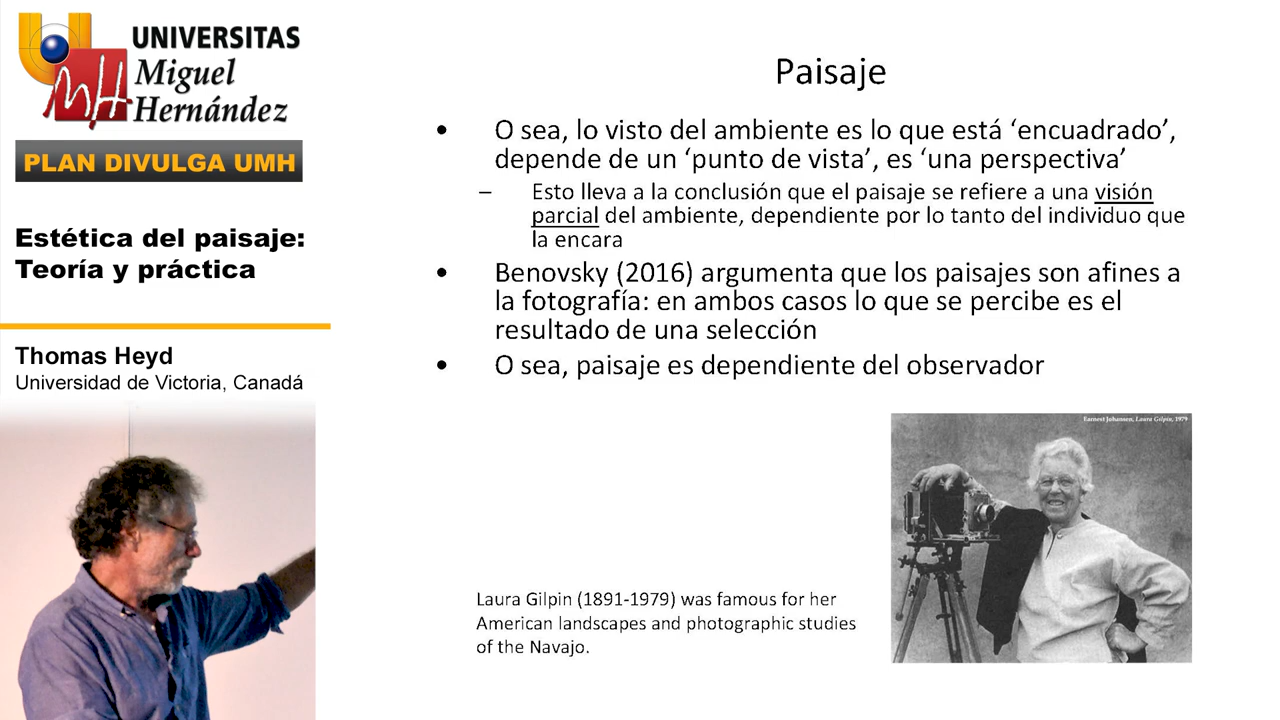 UNIVERSITAS
Miguel
Hernández
PLAN DIVULGA UMH
Estética del paisaje:
Teoría y práctica
Thomas Heyd
Universidad de Victoria, Canadá
Paisaje
• O sea, lo visto del ambiente es lo que está ‘encuadrado’,
depende de un ‘punto de vista’, es ‘una perspectiva’
– Esto lleva a la conclusión que el paisaje se refiere a una visión
parcial del ambiente, dependiente por lo tanto del individuo que
la encara
• Benovsky (2016) argumenta que los paisajes son afines a
la fotografía: en ambos casos lo que se percibe es el
resultado de una selección
• O sea, paisaje es dependiente del observador
Earnest Johansen, Laura Gilpin, 1979
Laura Gilpin (1891-1979) was famous for her
American landscapes and photographic studies
of the Navajo.